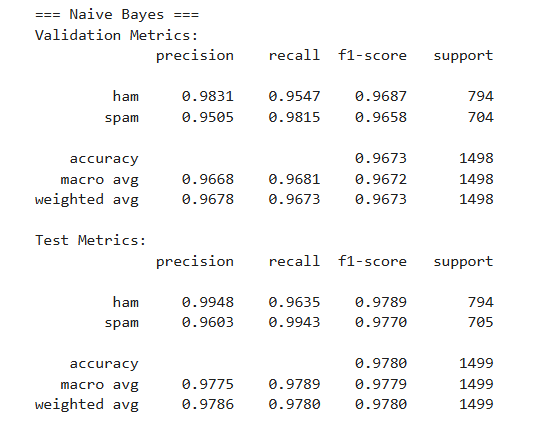 === Naive Bayes ===
Validation Metrics:
precision recall f1-score support
ham 0.9831 0.9547 0.9687 794
spam 0.9505 0.9815 0.9658 704
accuracy 0.9673 1498
macro avg 0.9668 0.9681 0.9672 1498
weighted avg 0.9678 0.9673 0.9673 1498
Test Metrics:
precision recall f1-score support
ham 0.9948 0.9635 0.9789 794
spam 0.9603 0.9943 0.9770 705
accuracy 0.9780 1499
macro avg 0.9775 0.9789 0.9779 1499
weighted avg 0.9786 0.9780 0.9780 1499